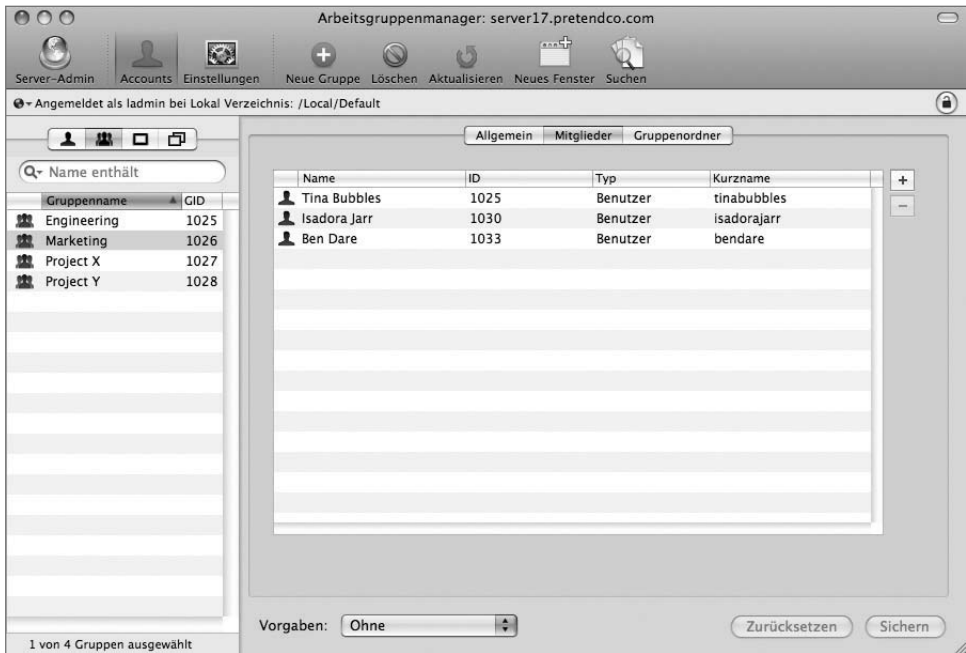 Arbeitsgruppenmanager: server17.pretendco.com
Server-Admin Accounts Einstellungen Neue Gruppe Löschen Aktualisieren Neues Fenster Suchen
Angemeldet als ladmin bei Lokal Verzeichnis: /Local/Default
Allgemein Mitglieder Gruppenordner
Name enthält
Gruppenname GID
Engineering 1025
Marketing 1026
Project X 1027
Project Y 1028
Name ID Typ Kurzname
Tina Bubbles 1025 Benutzer tinabubbles
Isadora Jarr 1030 Benutzer isadorajarr
Ben Dare 1033 Benutzer bendare
+
−
Vorgaben: Ohne
Zurücksetzen Sichern
1 von 4 Gruppen ausgewählt